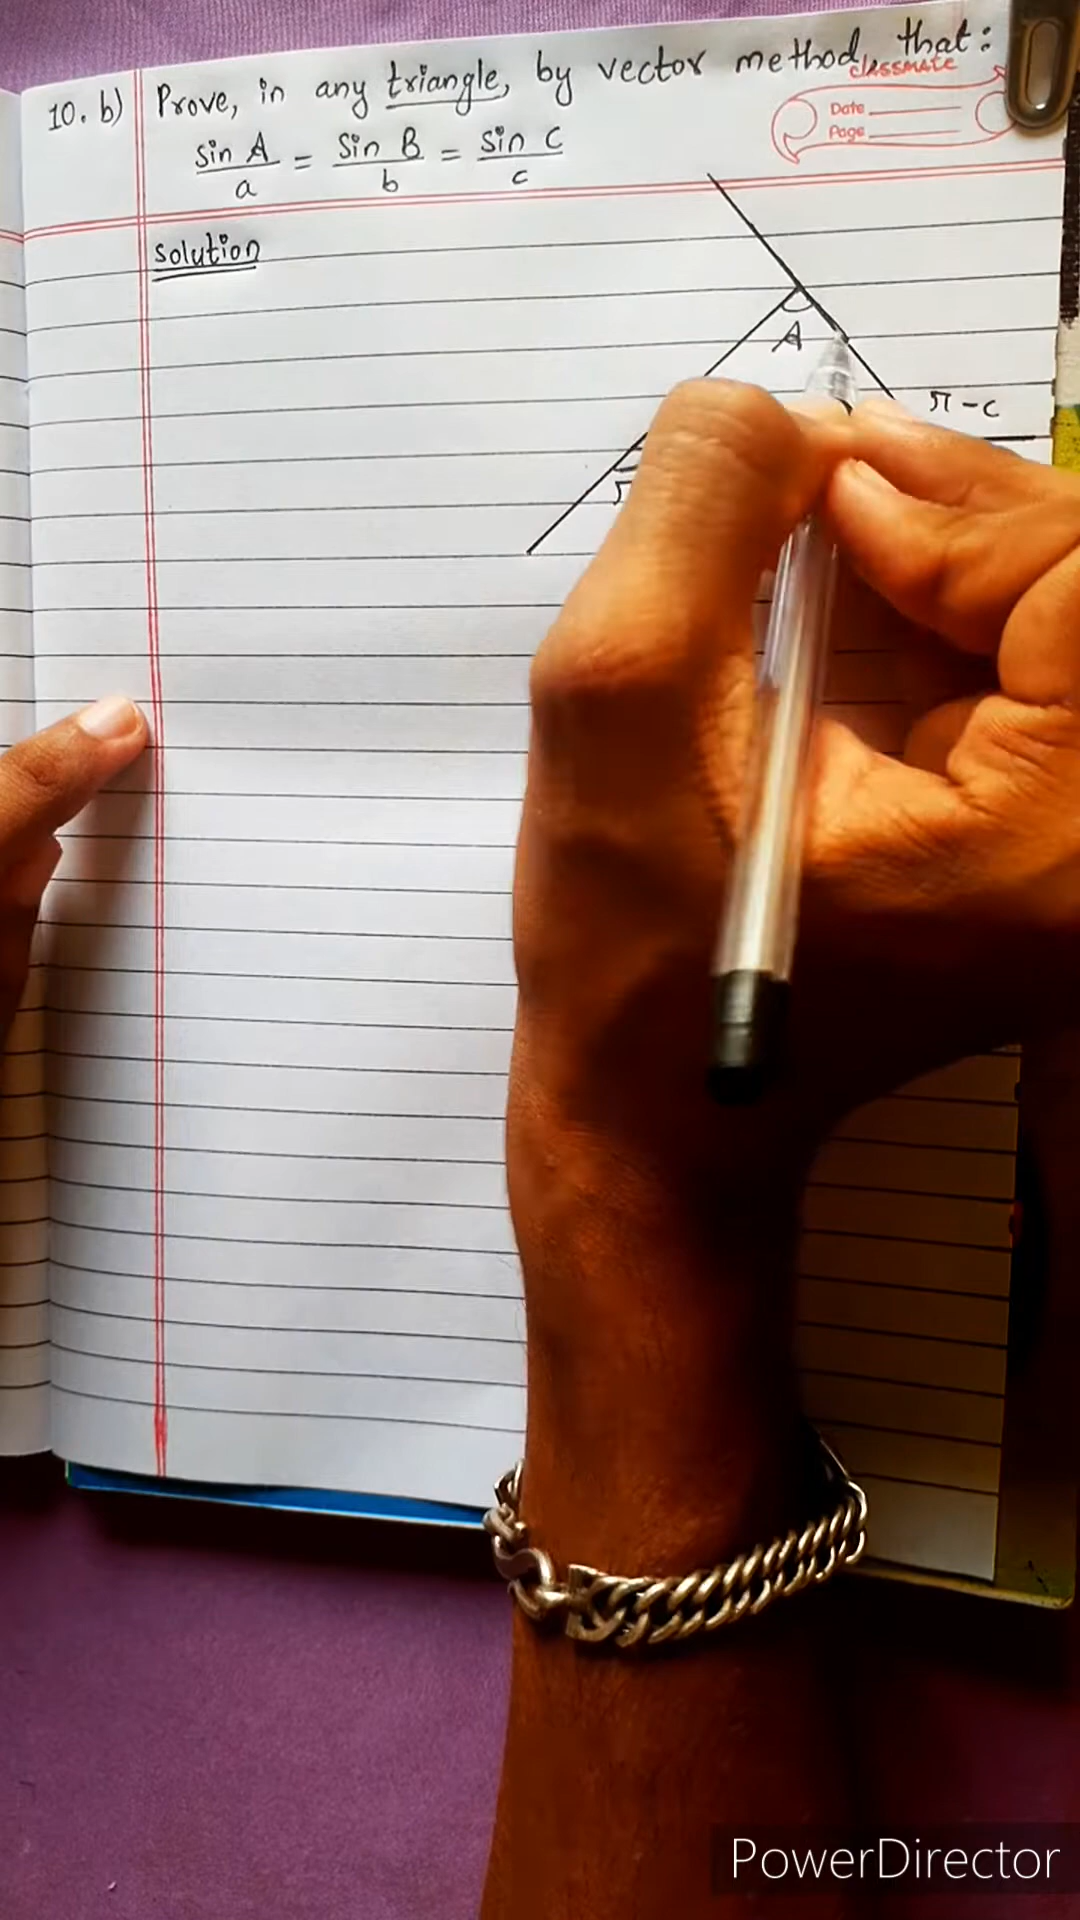 10. b) Prove, in any triangle, by vector method, that:
sin A / a = sin B / b = sin C / c
classmate
Date
Page
Solution
A
π - c
PowerDirector